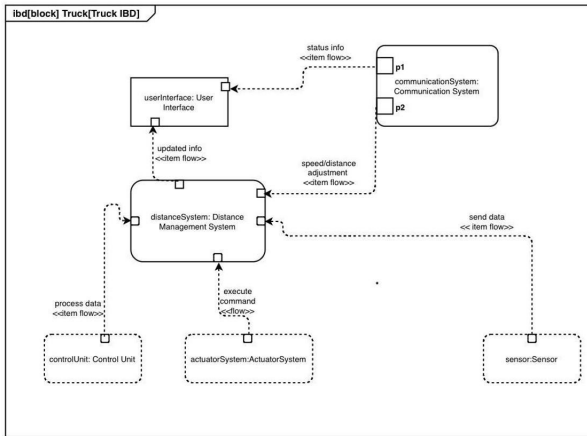 ibd[block] Truck[Truck IBD]
status info
<<item flow>>
p1
communicationSystem:
Communication System
p2
userInterface: User
Interface
updated info
<<item flow>>
speed/distance
adjustment
<<item flow>>
distanceSystem: Distance
Management System
send data
<< item flow>>
process data
<<item flow>>
execute
command
<<flow>>
controlUnit: Control Unit
actuatorSystem:ActuatorSystem
sensor:Sensor